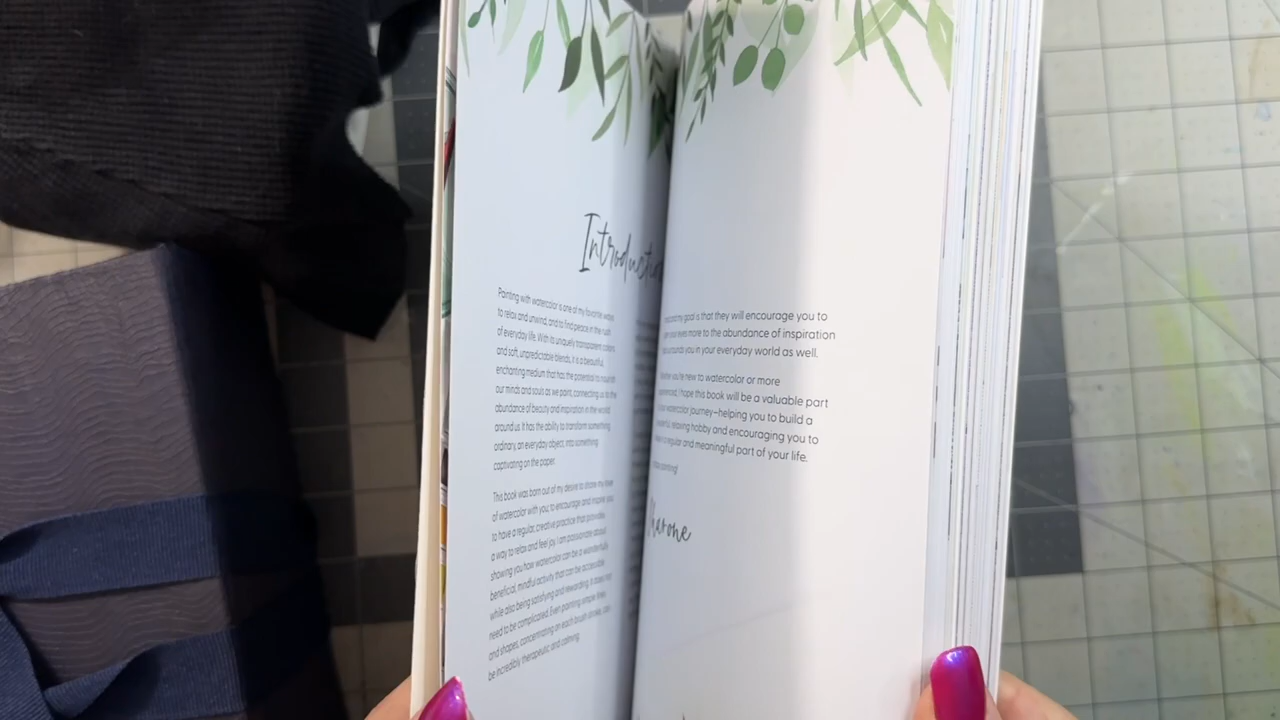 Introductio
Painting with watercolor is one of my favorite ways
to relax and unwind, and to find peace in the rush
of everyday life. With its uniquely transparent colors
and soft, unpredictable blends, it is a beautiful,
enchanting medium that has the potential to nourish
our minds and souls as we paint, connecting us to the
abundance of beauty and inspiration in the world
around us. It has the ability to transform something
ordinary, an everyday object, into something
captivating on the paper.
This book was born out of my desire to share my love
of watercolor with you; to encourage and inspire you
to have a regular, creative practice that provides
a way to relax and feel joy. I am passionate about
showing you how watercolor can be a wonderfully
beneficial, mindful activity that can be accessible
while also being satisfying and rewarding. It does not
need to be complicated. Even painting simple lines
and shapes, concentrating on each brush stroke, can
be incredibly therapeutic and calming.
my goal is that they will encourage you to
eyes more to the abundance of inspiration
surrounds you in your everyday world as well.
you're new to watercolor or more
I hope this book will be a valuable part
watercolor journey—helping you to build a
relaxing hobby and encouraging you to
regular and meaningful part of your life.
painting!
harone